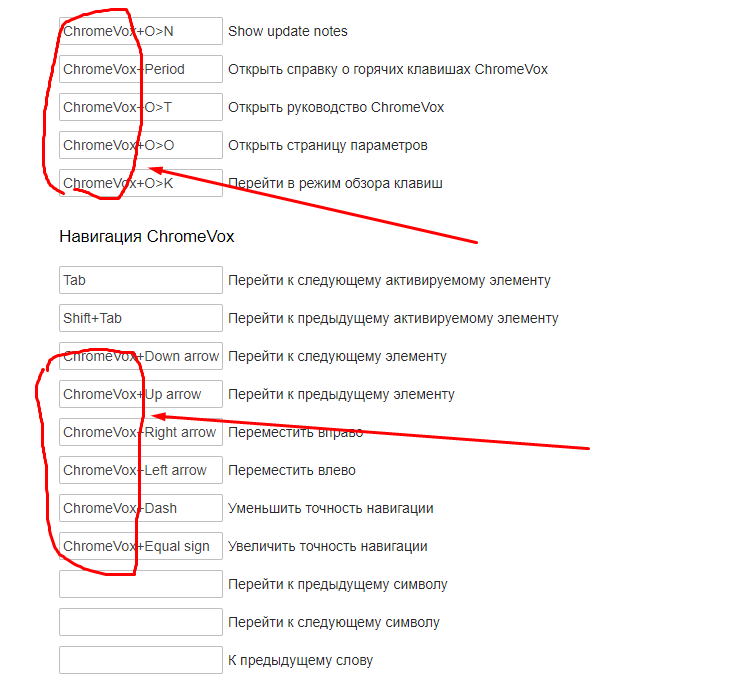 ChromeVox+O>N Show update notes
ChromeVox+Period Открыть справку о горячих клавишах ChromeVox
ChromeVox+O>T Открыть руководство ChromeVox
ChromeVox+O>O Открыть страницу параметров
ChromeVox+O>K Перейти в режим обзора клавиш
Навигация ChromeVox
Tab Перейти к следующему активируемому элементу
Shift+Tab Перейти к предыдущему активируемому элементу
ChromeVox+Down arrow Перейти к следующему элементу
ChromeVox+Up arrow Перейти к предыдущему элементу
ChromeVox+Right arrow Переместить вправо
ChromeVox+Left arrow Переместить влево
ChromeVox+Dash Уменьшить точность навигации
ChromeVox+Equal sign Увеличить точность навигации
Перейти к предыдущему символу
Перейти к следующему символу
К предыдущему слову